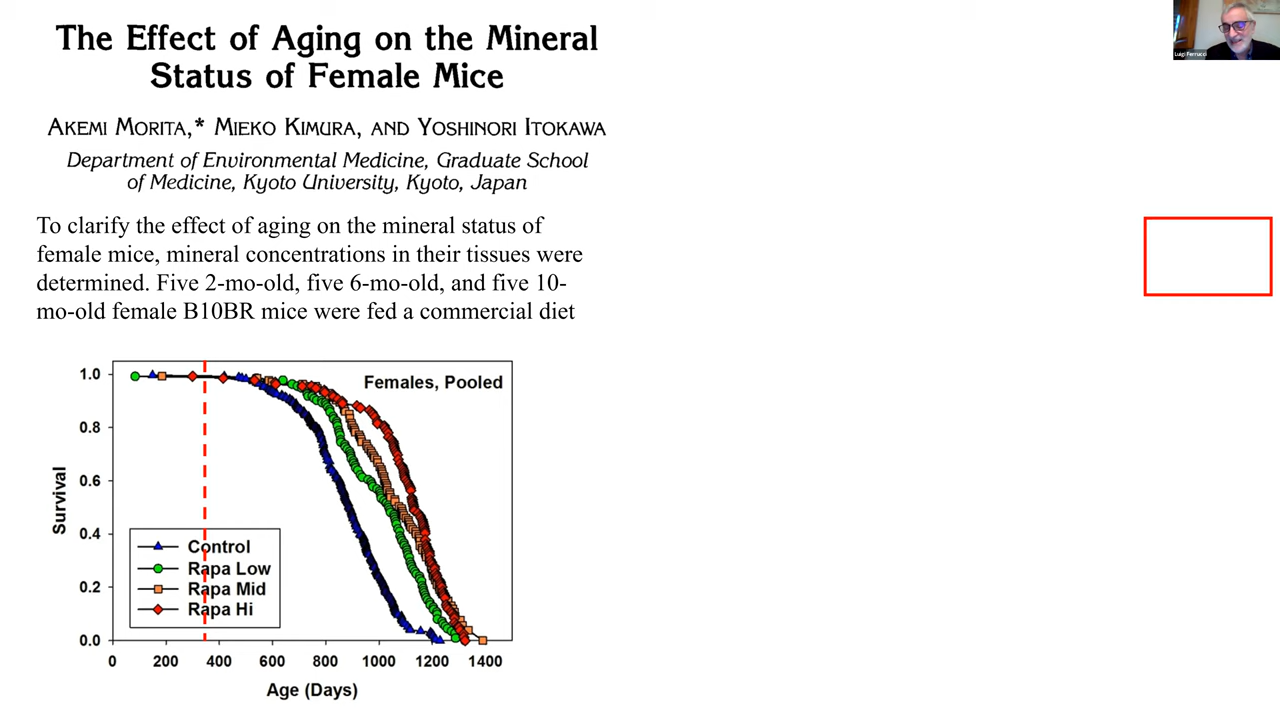 The Effect of Aging on the Mineral
Status of Female Mice
AKEMI MORITA,* MIEKO KIMURA, AND YOSHINORI ITOKAWA
Department of Environmental Medicine, Graduate School
of Medicine, Kyoto University, Kyoto, Japan
To clarify the effect of aging on the mineral status of
female mice, mineral concentrations in their tissues were
determined. Five 2-mo-old, five 6-mo-old, and five 10-
mo-old female B10BR mice were fed a commercial diet
Females, Pooled
Survival
1.0
0.8
0.6
0.4
0.2
0.0
Control
Rapa Low
Rapa Mid
Rapa Hi
0 200 400 600 800 1000 1200 1400
Age (Days)
Luigi Ferrucci